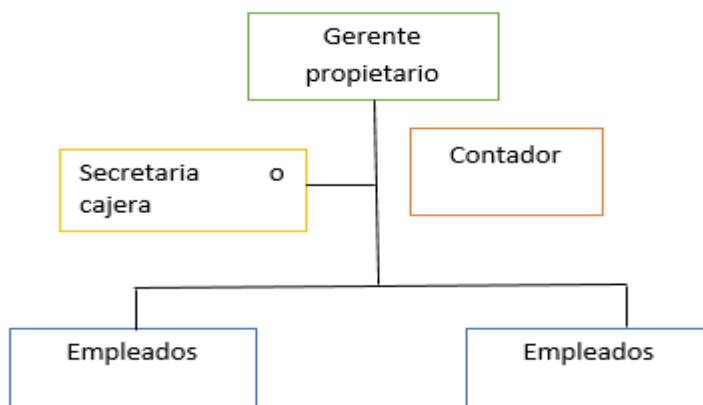 Gerente
propietario
Contador
Secretaria o
cajera
Empleados
Empleados